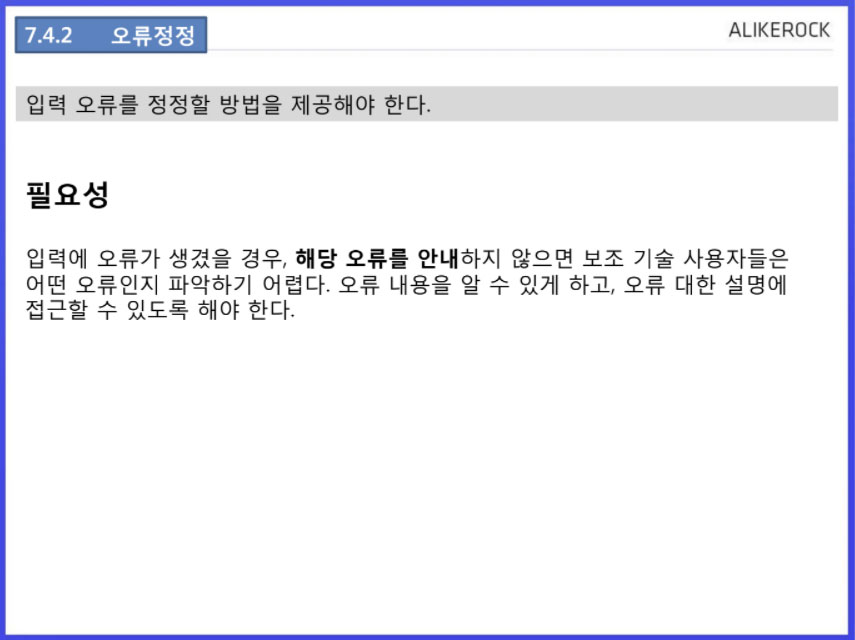 7.4.2 오류정정
ALIKEROCK
입력 오류를 정정할 방법을 제공해야 한다.
필요성
입력에 오류가 생겼을 경우, 해당 오류를 안내하지 않으면 보조 기술 사용자들은
어떤 오류인지 파악하기 어렵다. 오류 내용을 알 수 있게 하고, 오류 대한 설명에
접근할 수 있도록 해야 한다.